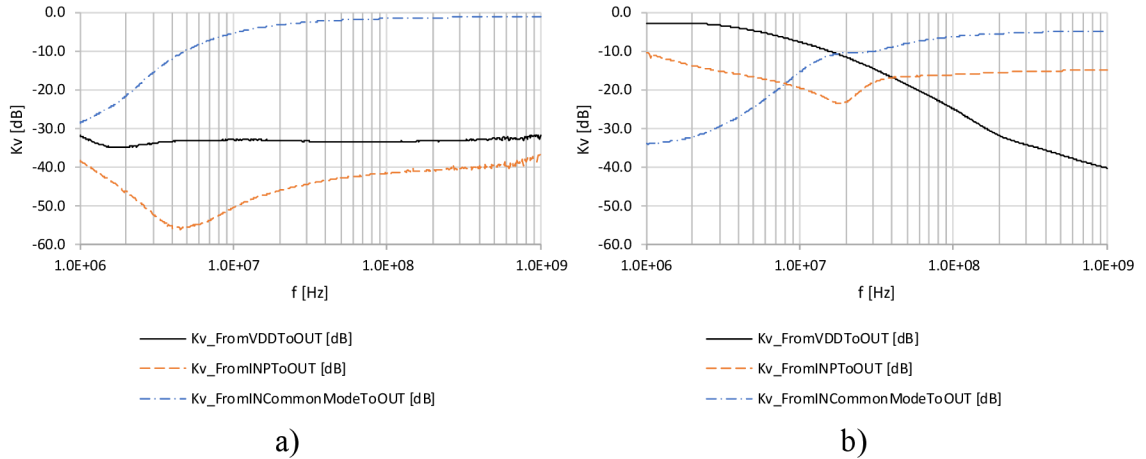 0.0
-10.0
-20.0
-30.0
-40.0
-50.0
-60.0
Kv [dB]
1.0E+06
1.0E+07
1.0E+08
1.0E+09
f [Hz]
Kv_FromVDDToOUT [dB]
Kv_FromINPToOUT [dB]
Kv_FromINCommonModeToOUT [dB]
a)
0.0
-10.0
-20.0
-30.0
-40.0
-50.0
-60.0
Kv [dB]
1.0E+06
1.0E+07
1.0E+08
1.0E+09
f [Hz]
Kv_FromVDDToOUT [dB]
Kv_FromINPToOUT [dB]
Kv_FromINCommonModeToOUT [dB]
b)